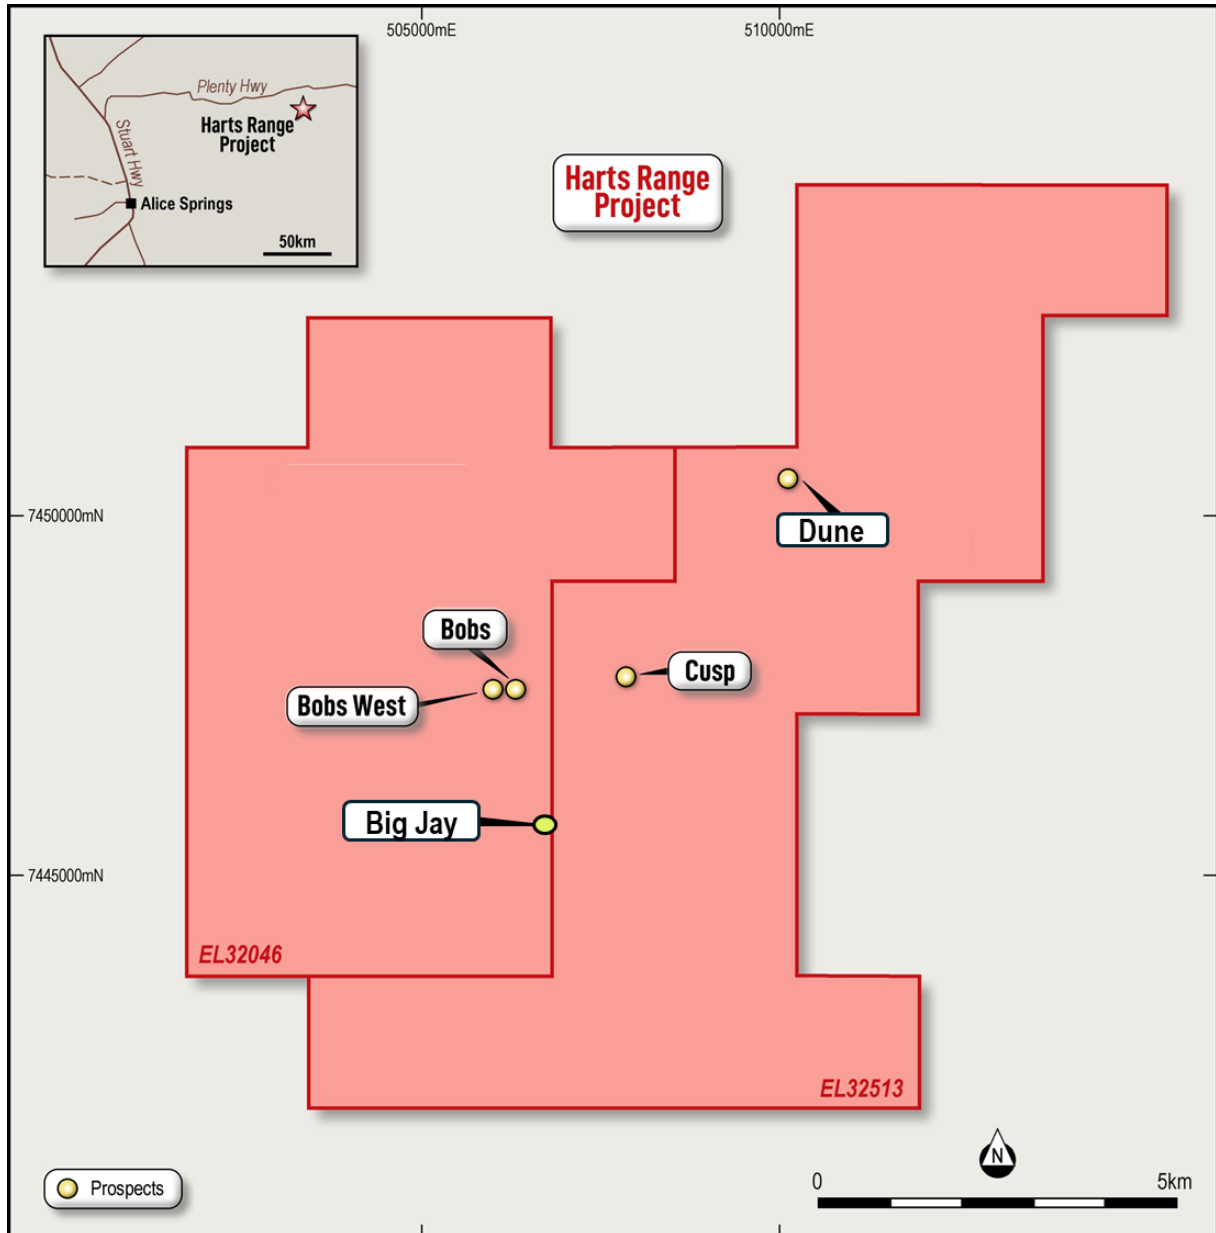 505000mE
510000mE
Plenty Hwy
Harts Range
Project
Stuart Hwy
Alice Springs
50km
Harts Range
Project
7450000mN
Dune
Bobs
Cusp
Bobs West
Big Jay
7445000mN
EL32046
EL32513
N
Prospects
0
5km